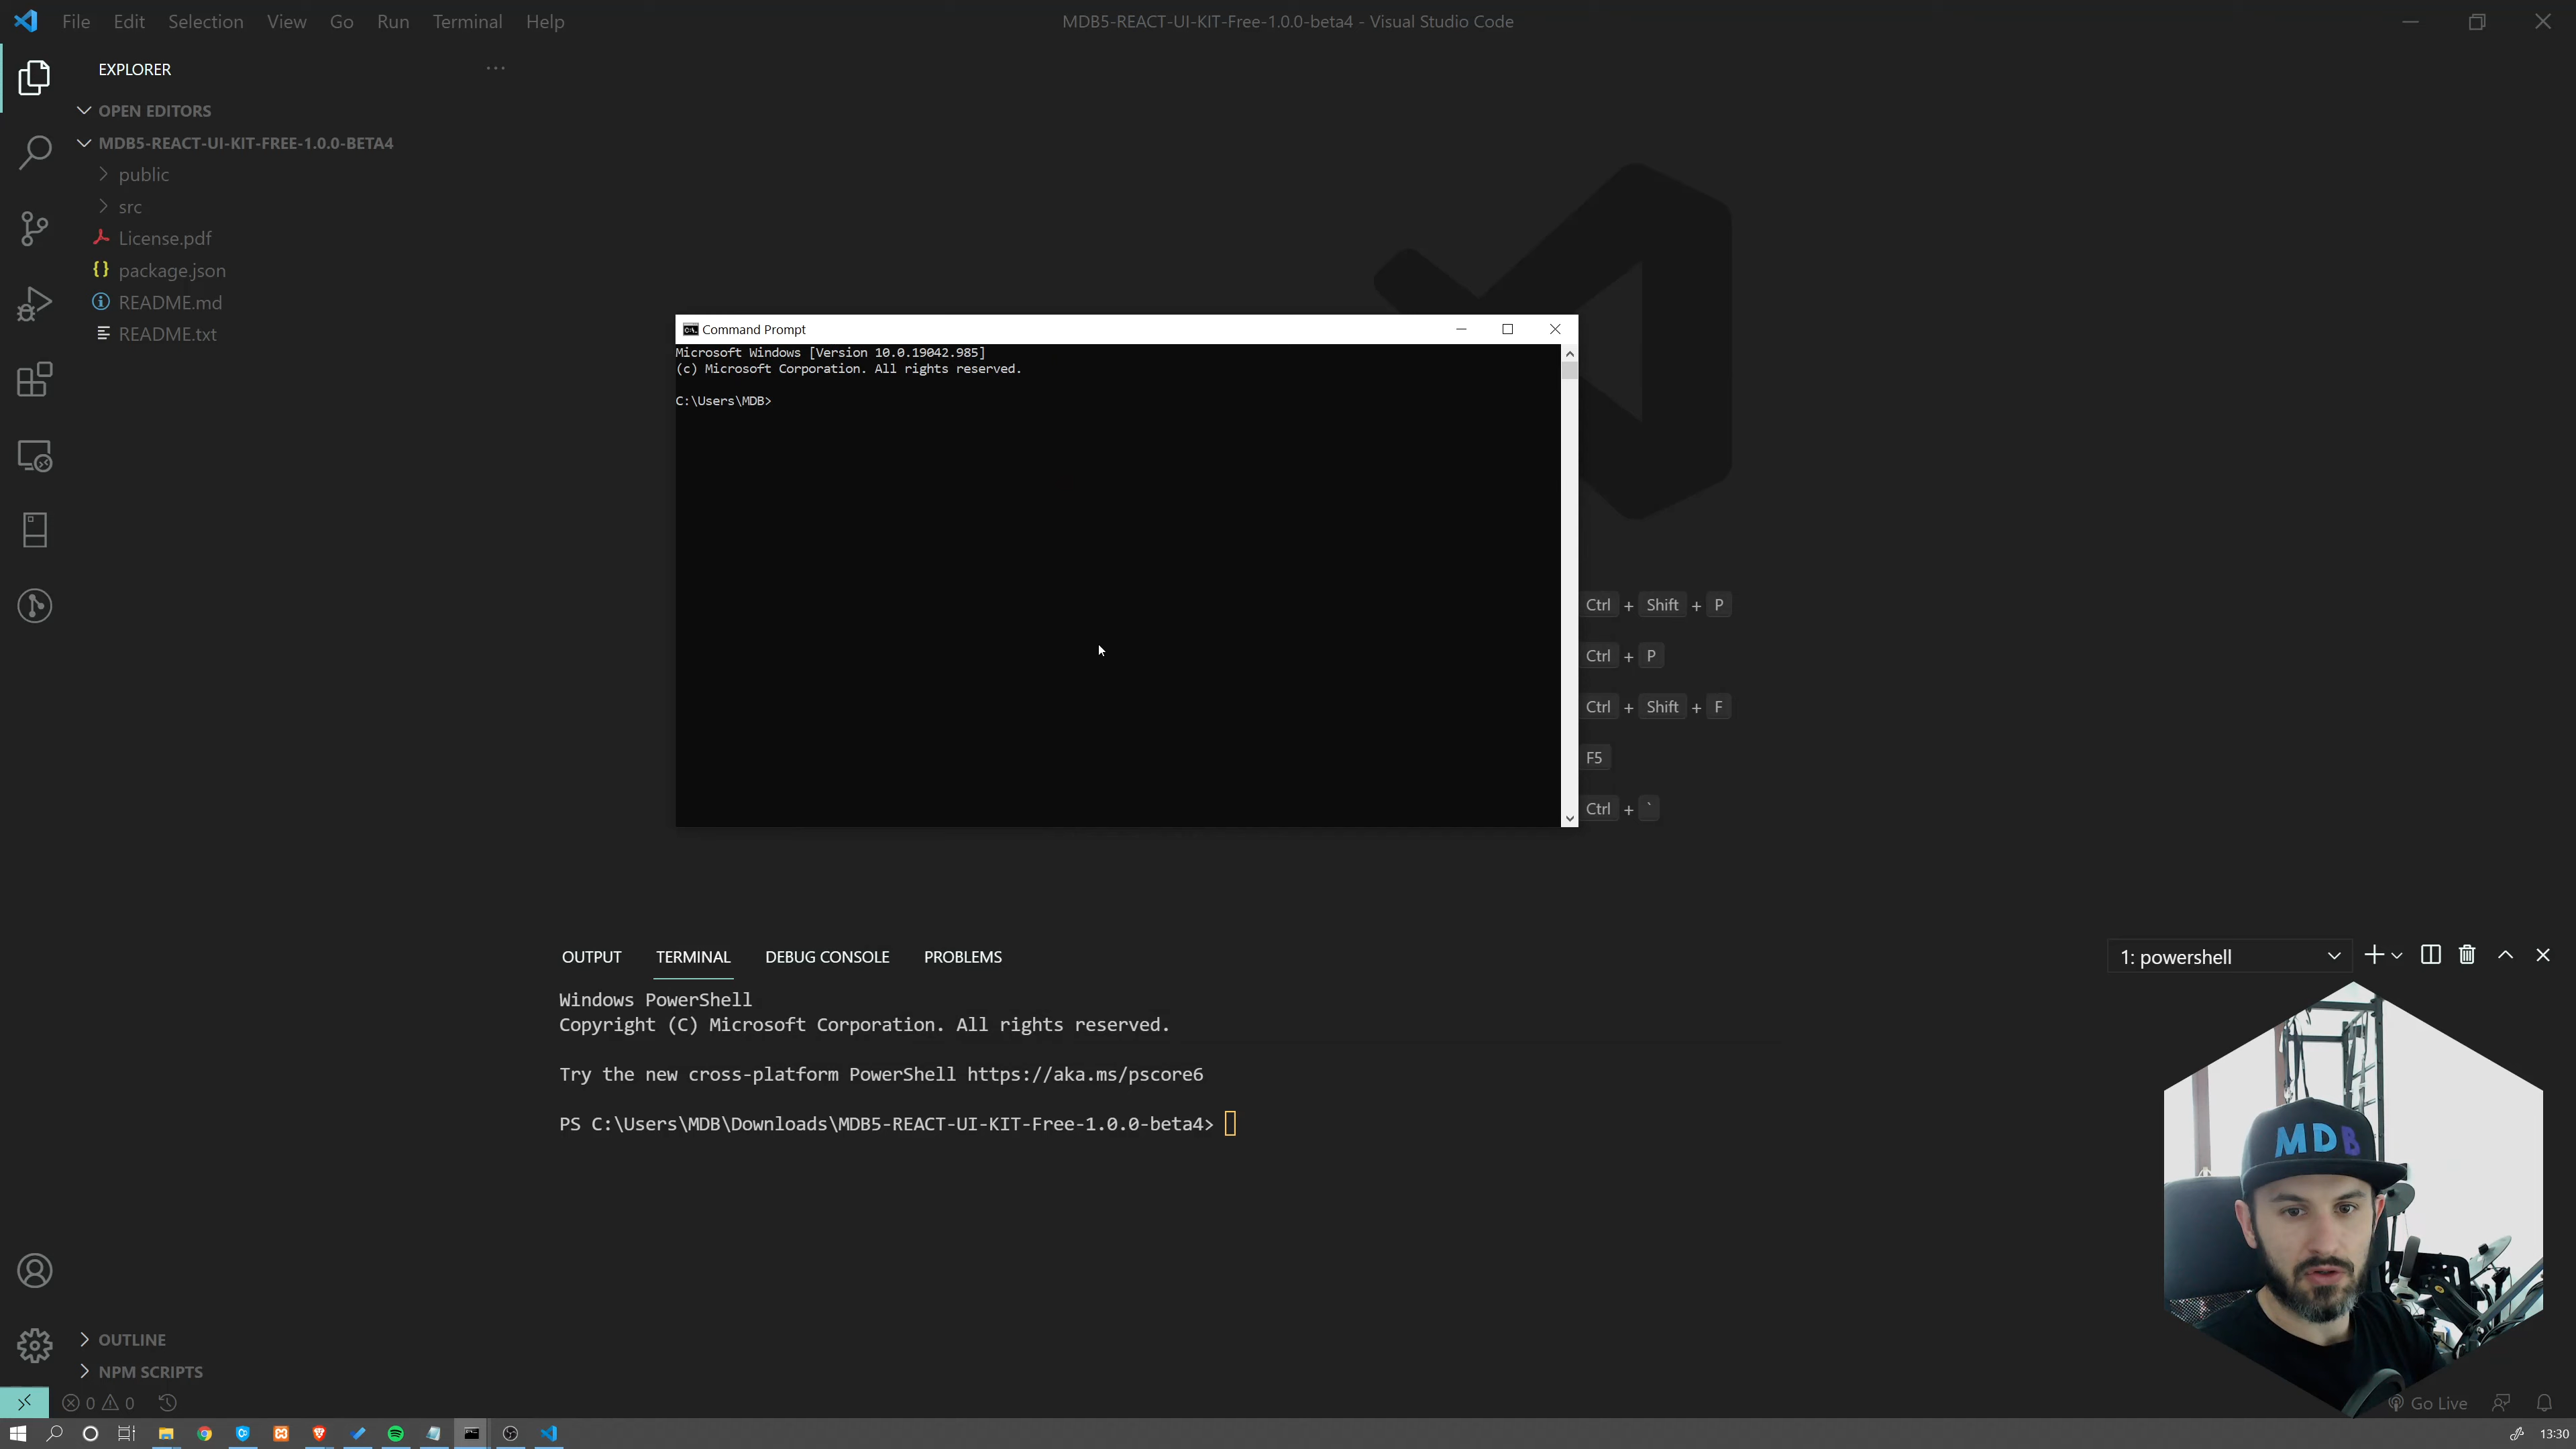 File Edit Selection View Go Run Terminal Help
MDB5-REACT-UI-KIT-Free-1.0.0-beta4 - Visual Studio Code
EXPLORER
OPEN EDITORS
MDB5-REACT-UI-KIT-FREE-1.0.0-BETA4
public
src
License.pdf
package.json
README.md
README.txt
Command Prompt
Microsoft Windows [Version 10.0.19042.985]
(c) Microsoft Corporation. All rights reserved.
C:\Users\MDB>
Ctrl + Shift + P
Ctrl + P
Ctrl + Shift + F
F5
Ctrl + `
OUTPUT TERMINAL DEBUG CONSOLE PROBLEMS
1: powershell
Windows PowerShell
Copyright (C) Microsoft Corporation. All rights reserved.
Try the new cross-platform PowerShell https://aka.ms/pscore6
PS C:\Users\MDB\Downloads\MDB5-REACT-UI-KIT-Free-1.0.0-beta4>
MDB
OUTLINE
NPM SCRIPTS
0 0
Go Live
13:30